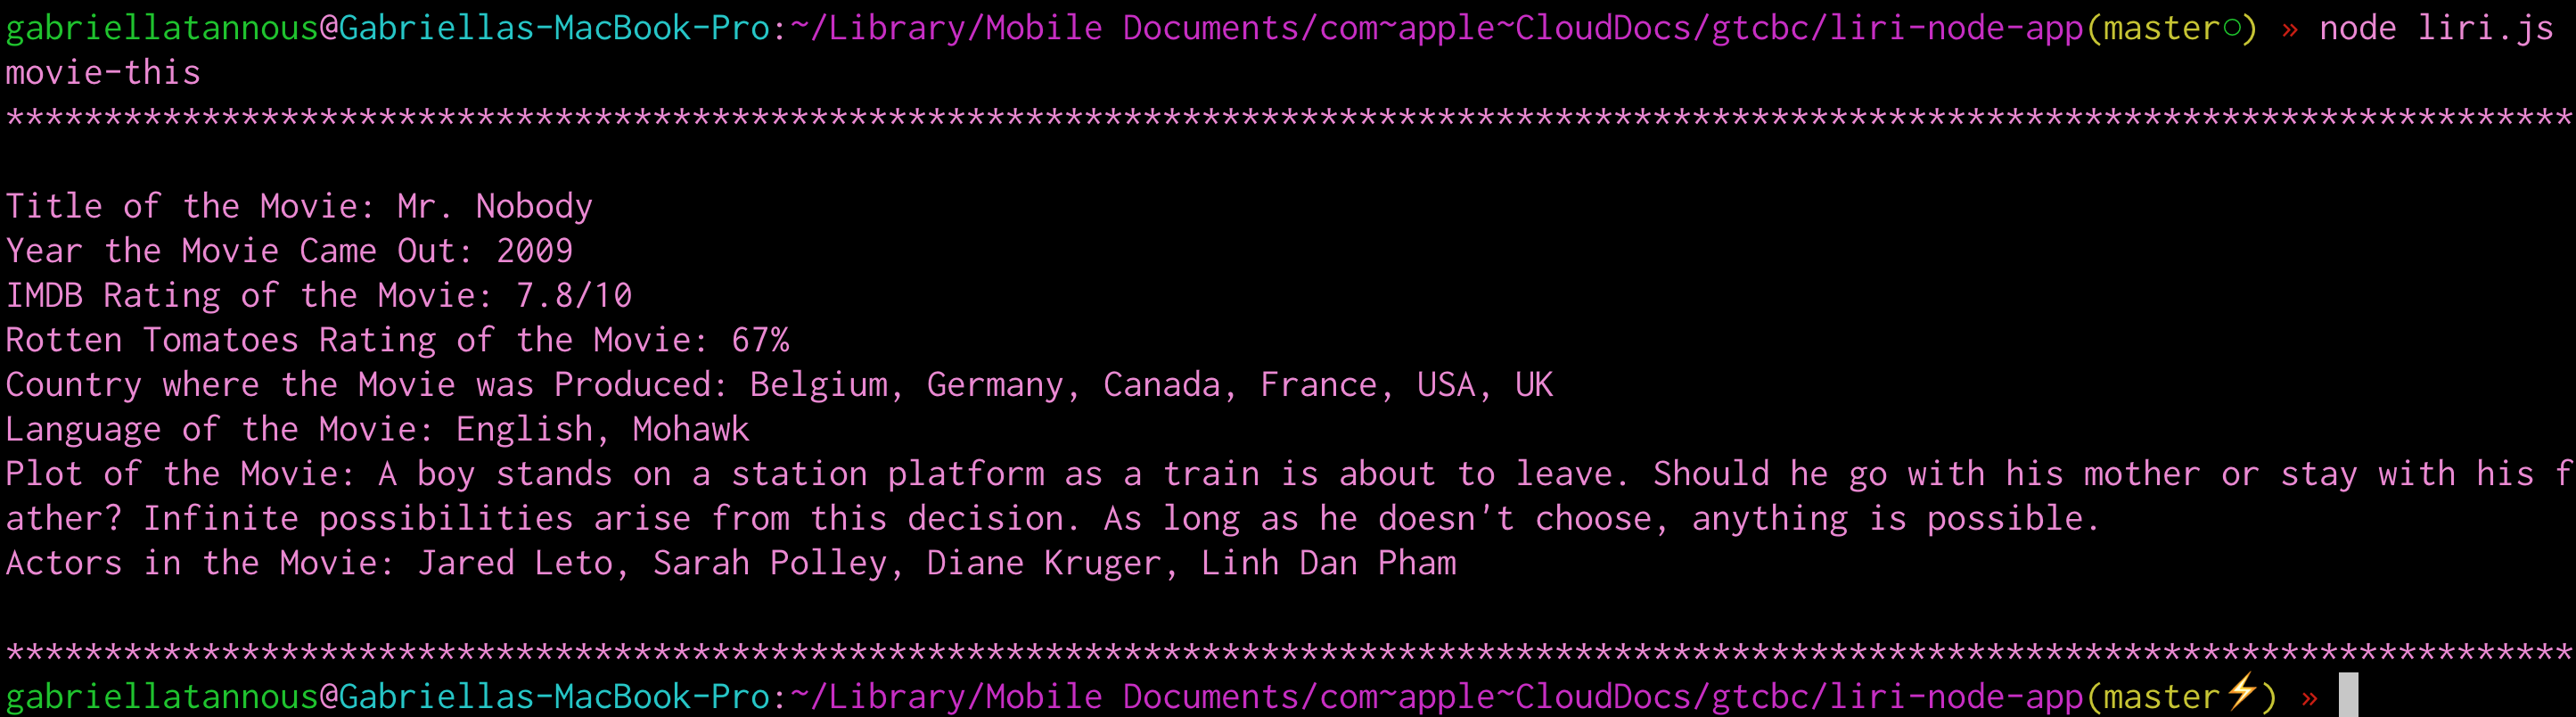 gabriellatannous@Gabriellas-MacBook-Pro:~/Library/Mobile Documents/com~apple~CloudDocs/gtcbc/liri-node-app(master○) » node liri.js
movie-this
***********************************************************************************************************************************
Title of the Movie: Mr. Nobody
Year the Movie Came Out: 2009
IMDB Rating of the Movie: 7.8/10
Rotten Tomatoes Rating of the Movie: 67%
Country where the Movie was Produced: Belgium, Germany, Canada, France, USA, UK
Language of the Movie: English, Mohawk
Plot of the Movie: A boy stands on a station platform as a train is about to leave. Should he go with his mother or stay with his f
ather? Infinite possibilities arise from this decision. As long as he doesn't choose, anything is possible.
Actors in the Movie: Jared Leto, Sarah Polley, Diane Kruger, Linh Dan Pham
***********************************************************************************************************************************
gabriellatannous@Gabriellas-MacBook-Pro:~/Library/Mobile Documents/com~apple~CloudDocs/gtcbc/liri-node-app(master⚡) »